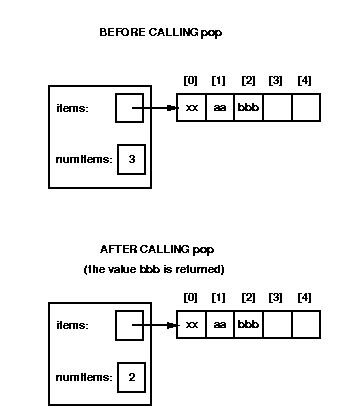 BEFORE CALLING pop
[0] [1] [2] [3] [4]
items: xx aa bbb
numItems: 3
AFTER CALLING pop
(the value bbb is returned)
[0] [1] [2] [3] [4]
items: xx aa bbb
numItems: 2